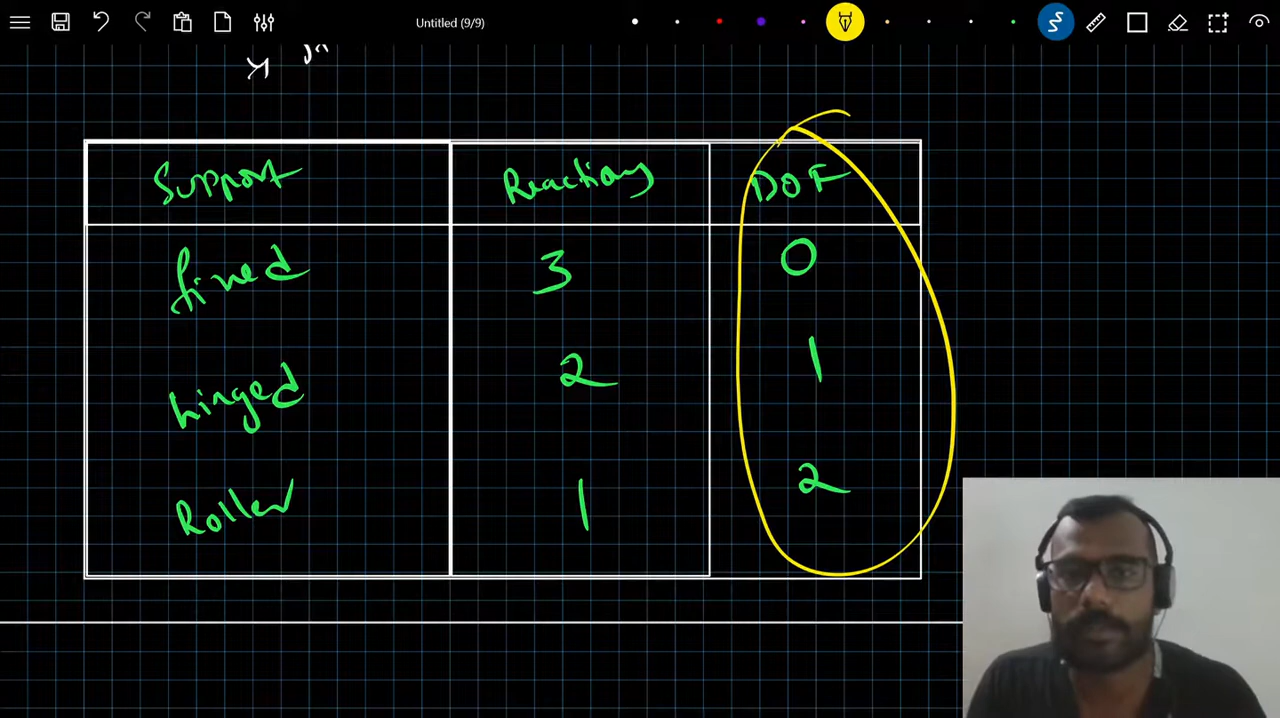 Untitled (9/9)
Support Reactions DOF
fixed 3 0
hinged 2 1
Roller 1 2